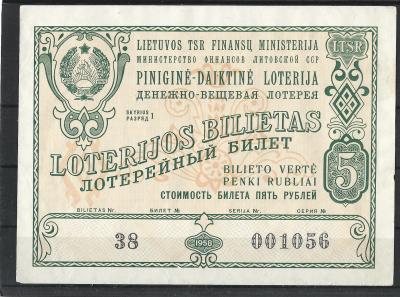 LIETUVOS TSR FINANSŲ MINISTERIJA
МИНИСТЕРСТВО ФИНАНСОВ ЛИТОВСКОЙ ССР
LTSR
PINIGINĖ-DAIKTINĖ LOTERIJA
ДЕНЕЖНО-ВЕЩЕВАЯ ЛОТЕРЕЯ
SKYRIUS I
РАЗРЯД
LOTERIJOS BILIETAS
ЛОТЕРЕЙНЫЙ БИЛЕТ
5
BILIETO VERTĖ
PENKI RUBLIAI
СТОИМОСТЬ БИЛЕТА ПЯТЬ РУБЛЕЙ
BILIETAS Nr. БИЛЕТ № SERIJA Nr. СЕРИЯ №
38 1958 001056